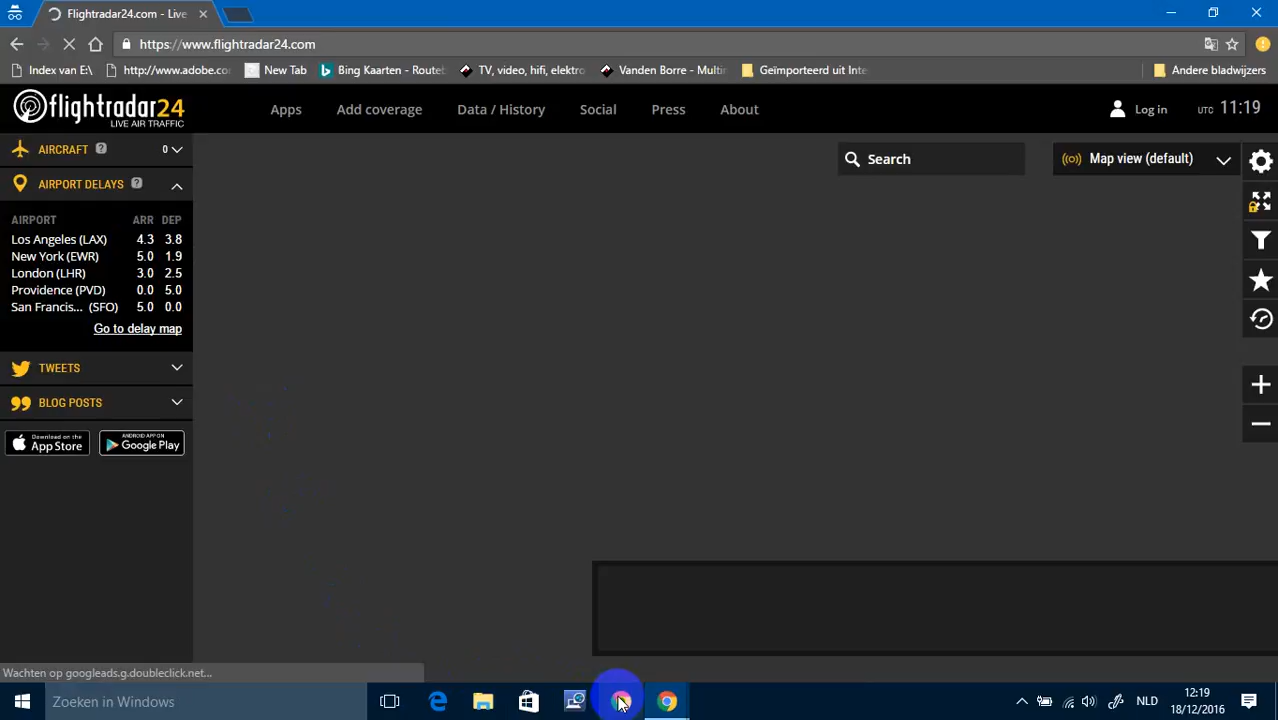 Flightradar24.com - Live
https://www.flightradar24.com
Index van E:\ http://www.adobe.co New Tab Bing Kaarten - Route TV, video, hifi, elektro Vanden Borre - Multi Geïmporteerd uit Inte Andere bladwijzers
flightradar24 Apps Add coverage Data / History Social Press About Log in UTC 11:19
LIVE AIR TRAFFIC
AIRCRAFT ? 0
Search Map view (default)
AIRPORT DELAYS ?
AIRPORT ARR DEP
Los Angeles (LAX) 4.3 3.8
New York (EWR) 5.0 1.9
London (LHR) 3.0 2.5
Providence (PVD) 0.0 5.0
San Francis... (SFO) 5.0 0.0
Go to delay map
TWEETS
BLOG POSTS
Download on the App Store ANDROID APP ON Google Play
Wachten op googleads.g.doubleclick.net...
Zoeken in Windows NLD 12:19
18/12/2016